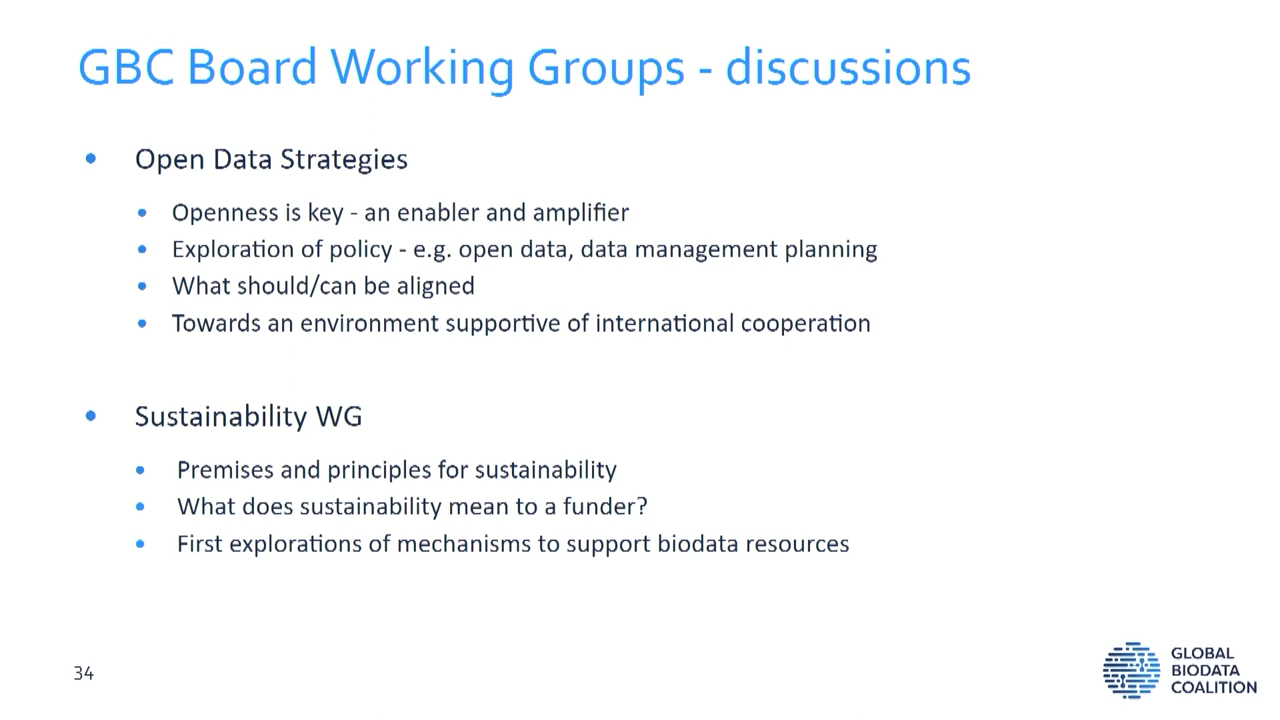 GBC Board Working Groups - discussions
• Open Data Strategies
• Openness is key - an enabler and amplifier
• Exploration of policy - e.g. open data, data management planning
• What should/can be aligned
• Towards an environment supportive of international cooperation
• Sustainability WG
• Premises and principles for sustainability
• What does sustainability mean to a funder?
• First explorations of mechanisms to support biodata resources
34
GLOBAL
BIODATA
COALITION